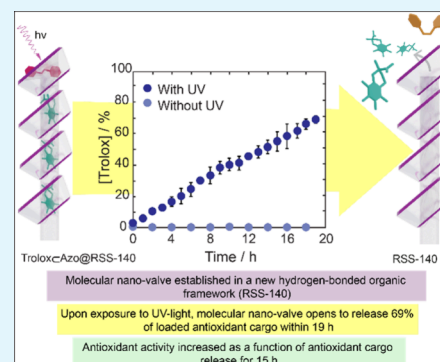 hν
With UV
Without UV
[Trolox] / %
100
80
60
40
20
0
0 4 8 12 16 20
Time / h
Trolox⊂Azo@RSS-140
RSS-140
Molecular nano-valve established in a new hydrogen-bonded organic
framework (RSS-140)
Upon exposure to UV-light, molecular nano-valve opens to release 69%
of loaded antioxidant cargo within 19 h
Antioxidant activity increased as a function of antioxidant cargo
release for 15 h